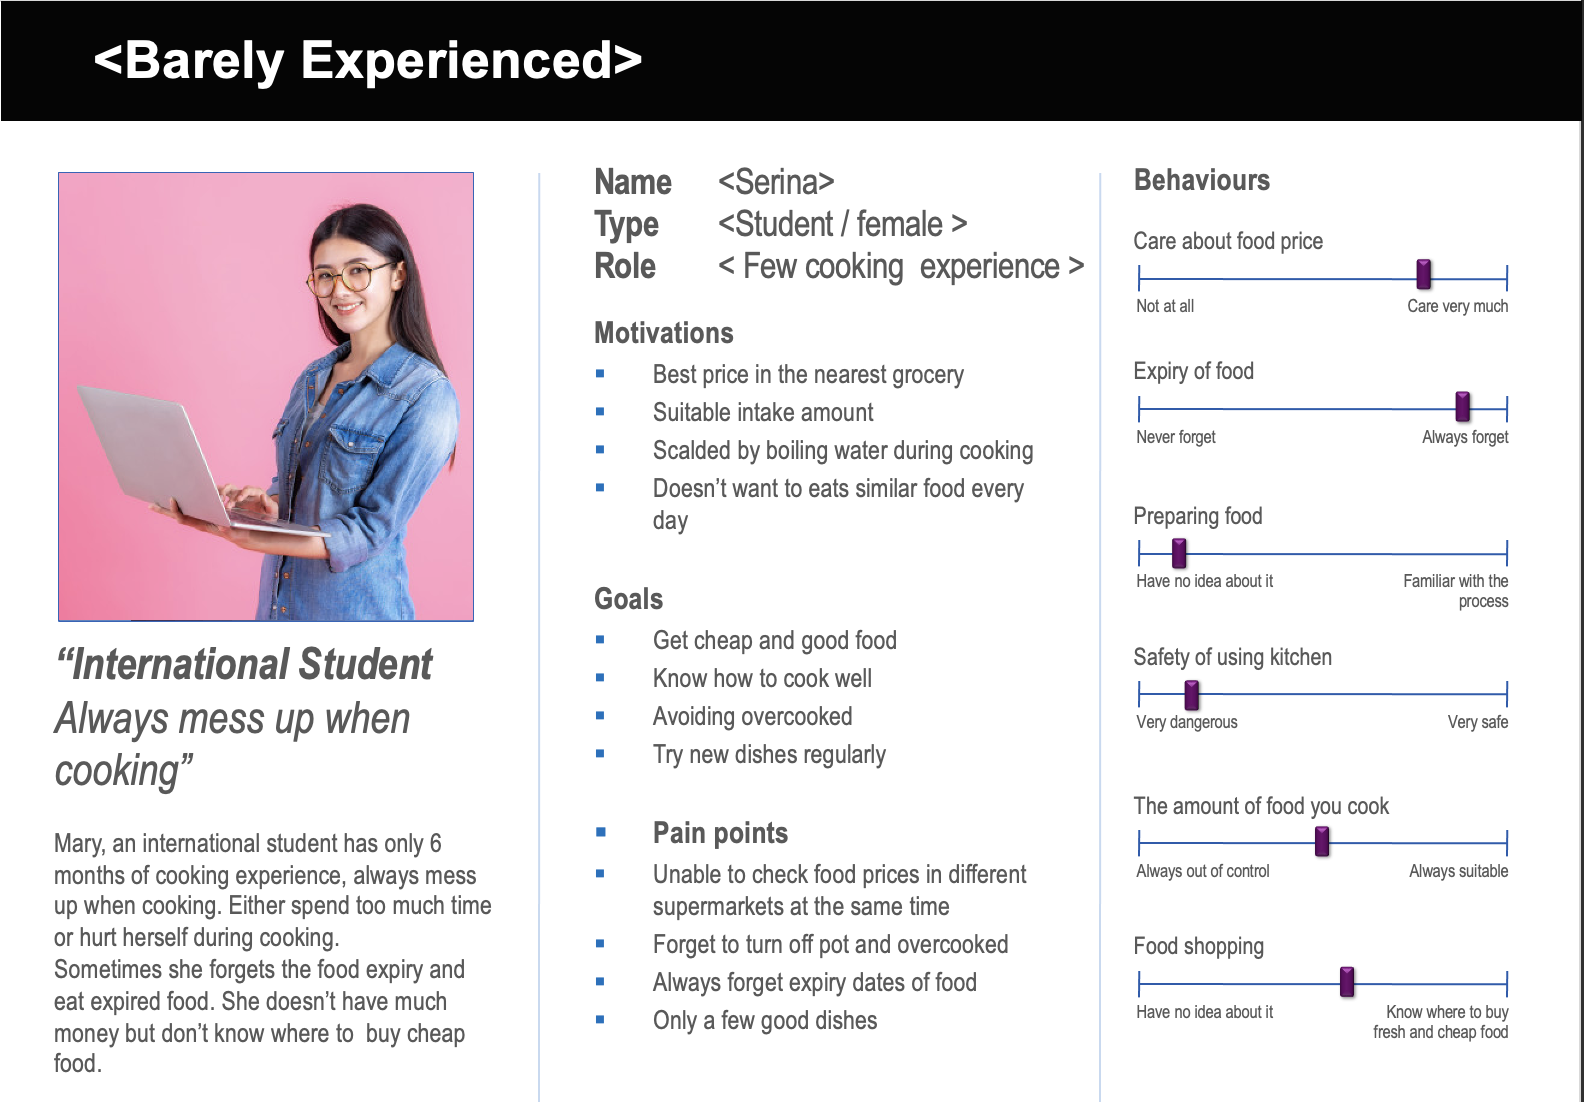 <Barely Experienced>
“International Student
Always mess up when
cooking”
Mary, an international student has only 6
months of cooking experience, always mess
up when cooking. Either spend too much time
or hurt herself during cooking.
Sometimes she forgets the food expiry and
eat expired food. She doesn’t have much
money but don’t know where to  buy cheap
food.
Name <Serina>
Type <Student / female >
Role < Few cooking  experience >
Motivations
▪ Best price in the nearest grocery
▪ Suitable intake amount
▪ Scalded by boiling water during cooking
▪ Doesn’t want to eats similar food every
day
Goals
▪ Get cheap and good food
▪ Know how to cook well
▪ Avoiding overcooked
▪ Try new dishes regularly
▪ Pain points
▪ Unable to check food prices in different
supermarkets at the same time
▪ Forget to turn off pot and overcooked
▪ Always forget expiry dates of food
▪ Only a few good dishes
Behaviours
Care about food price
Not at all Care very much
Expiry of food
Never forget Always forget
Preparing food
Have no idea about it Familiar with the
process
Safety of using kitchen
Very dangerous Very safe
The amount of food you cook
Always out of control Always suitable
Food shopping
Have no idea about it Know where to buy
fresh and cheap food